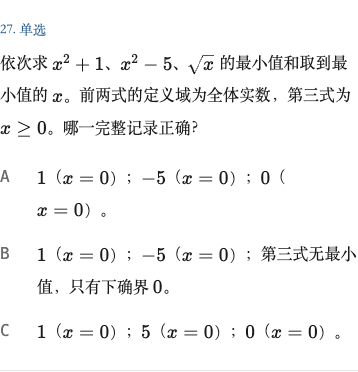 27. 单选
依次求 x² + 1、x² − 5、√x 的最小值和取到最
小值的 x。前两式的定义域为全体实数，第三式为
x ≥ 0。哪一完整记录正确？
A 1（x = 0）；−5（x = 0）；0（
x = 0）。
B 1（x = 0）；−5（x = 0）；第三式无最小
值，只有下确界 0。
C 1（x = 0）；5（x = 0）；0（x = 0）。